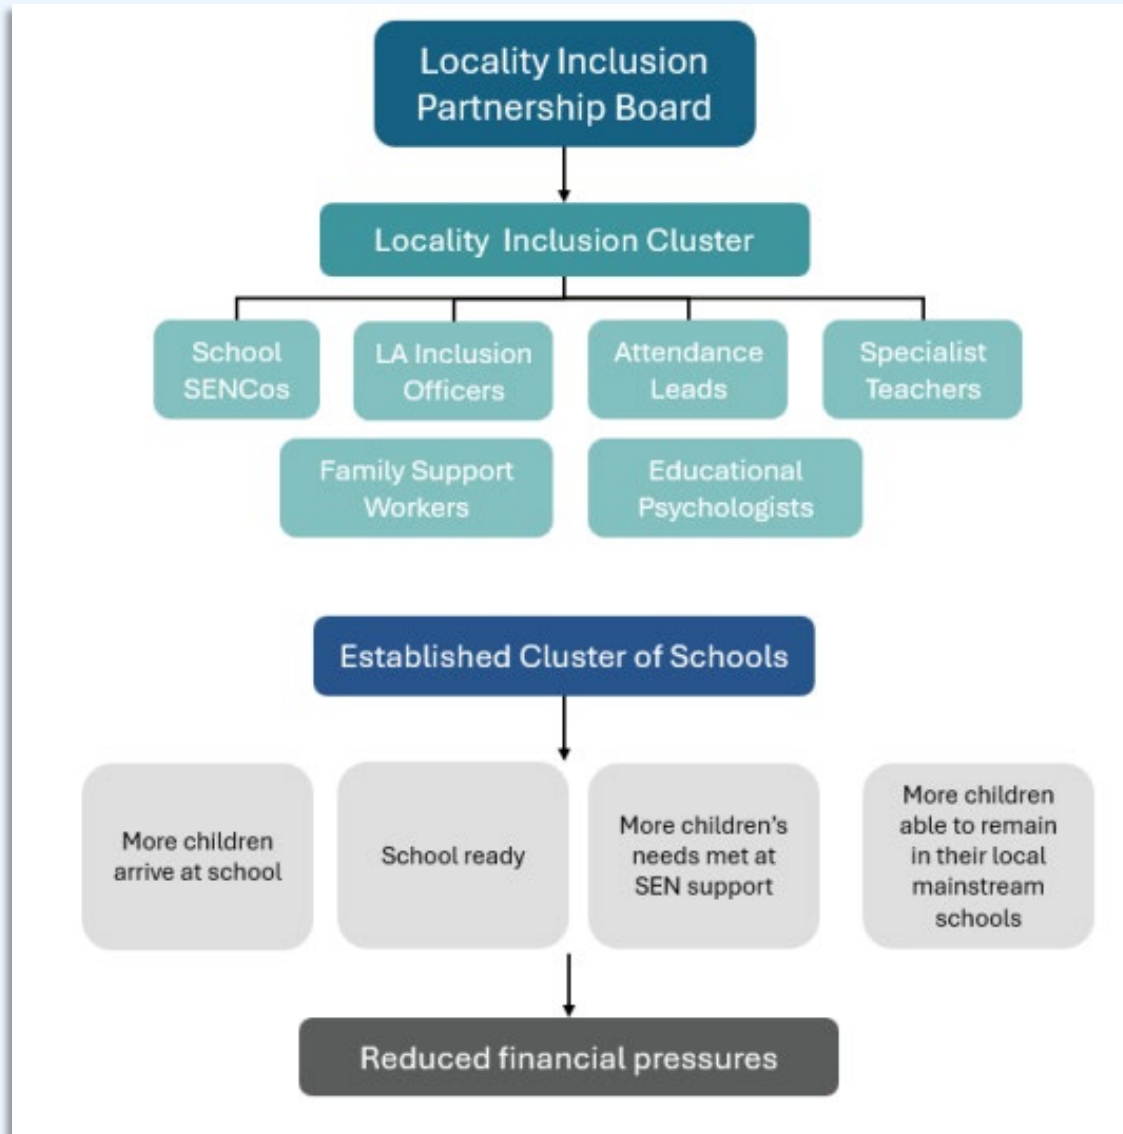 Locality Inclusion
Partnership Board
Locality Inclusion Cluster
School
SENCos
LA Inclusion
Officers
Attendance
Leads
Specialist
Teachers
Family Support
Workers
Educational
Psychologists
Established Cluster of Schools
More children
arrive at school
School ready
More children's
needs met at
SEN support
More children
able to remain
in their local
mainstream
schools
Reduced financial pressures